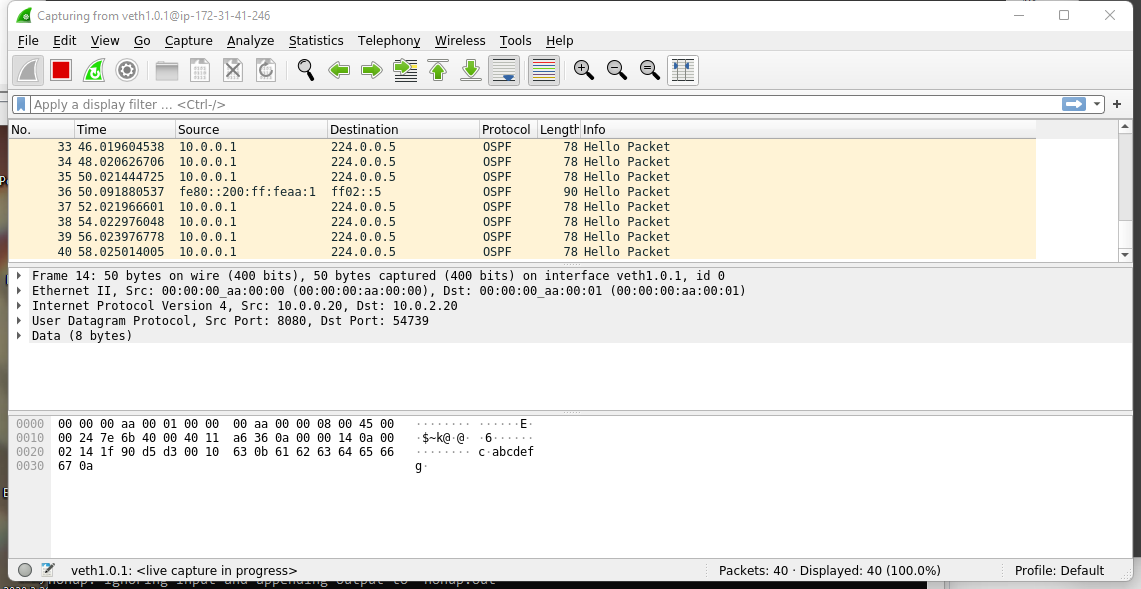 Capturing from veth1.0.1@ip-172-31-41-246
File Edit View Go Capture Analyze Statistics Telephony Wireless Tools Help
Apply a display filter ... <Ctrl-/>
No. Time Source Destination Protocol Length Info
33 46.019604538 10.0.0.1 224.0.0.5 OSPF 78 Hello Packet
34 48.020626706 10.0.0.1 224.0.0.5 OSPF 78 Hello Packet
35 50.021444725 10.0.0.1 224.0.0.5 OSPF 78 Hello Packet
36 50.091880537 fe80::200:ff:feaa:1 ff02::5 OSPF 90 Hello Packet
37 52.021966601 10.0.0.1 224.0.0.5 OSPF 78 Hello Packet
38 54.022976048 10.0.0.1 224.0.0.5 OSPF 78 Hello Packet
39 56.023976778 10.0.0.1 224.0.0.5 OSPF 78 Hello Packet
40 58.025014005 10.0.0.1 224.0.0.5 OSPF 78 Hello Packet
Frame 14: 50 bytes on wire (400 bits), 50 bytes captured (400 bits) on interface veth1.0.1, id 0
Ethernet II, Src: 00:00:00_aa:00:00 (00:00:00:aa:00:00), Dst: 00:00:00_aa:00:01 (00:00:00:aa:00:01)
Internet Protocol Version 4, Src: 10.0.0.20, Dst: 10.0.2.20
User Datagram Protocol, Src Port: 8080, Dst Port: 54739
Data (8 bytes)
0000 00 00 00 aa 00 01 00 00 00 aa 00 00 08 00 45 00 ········ ······E·
0010 00 24 7e 6b 40 00 40 11 a6 36 0a 00 00 14 0a 00 ·$~k@·@· ·6······
0020 02 14 1f 90 d5 d3 00 10 63 0b 61 62 63 64 65 66 ········ c·abcdef
0030 67 0a g·
veth1.0.1: <live capture in progress> Packets: 40 · Displayed: 40 (100.0%) Profile: Default